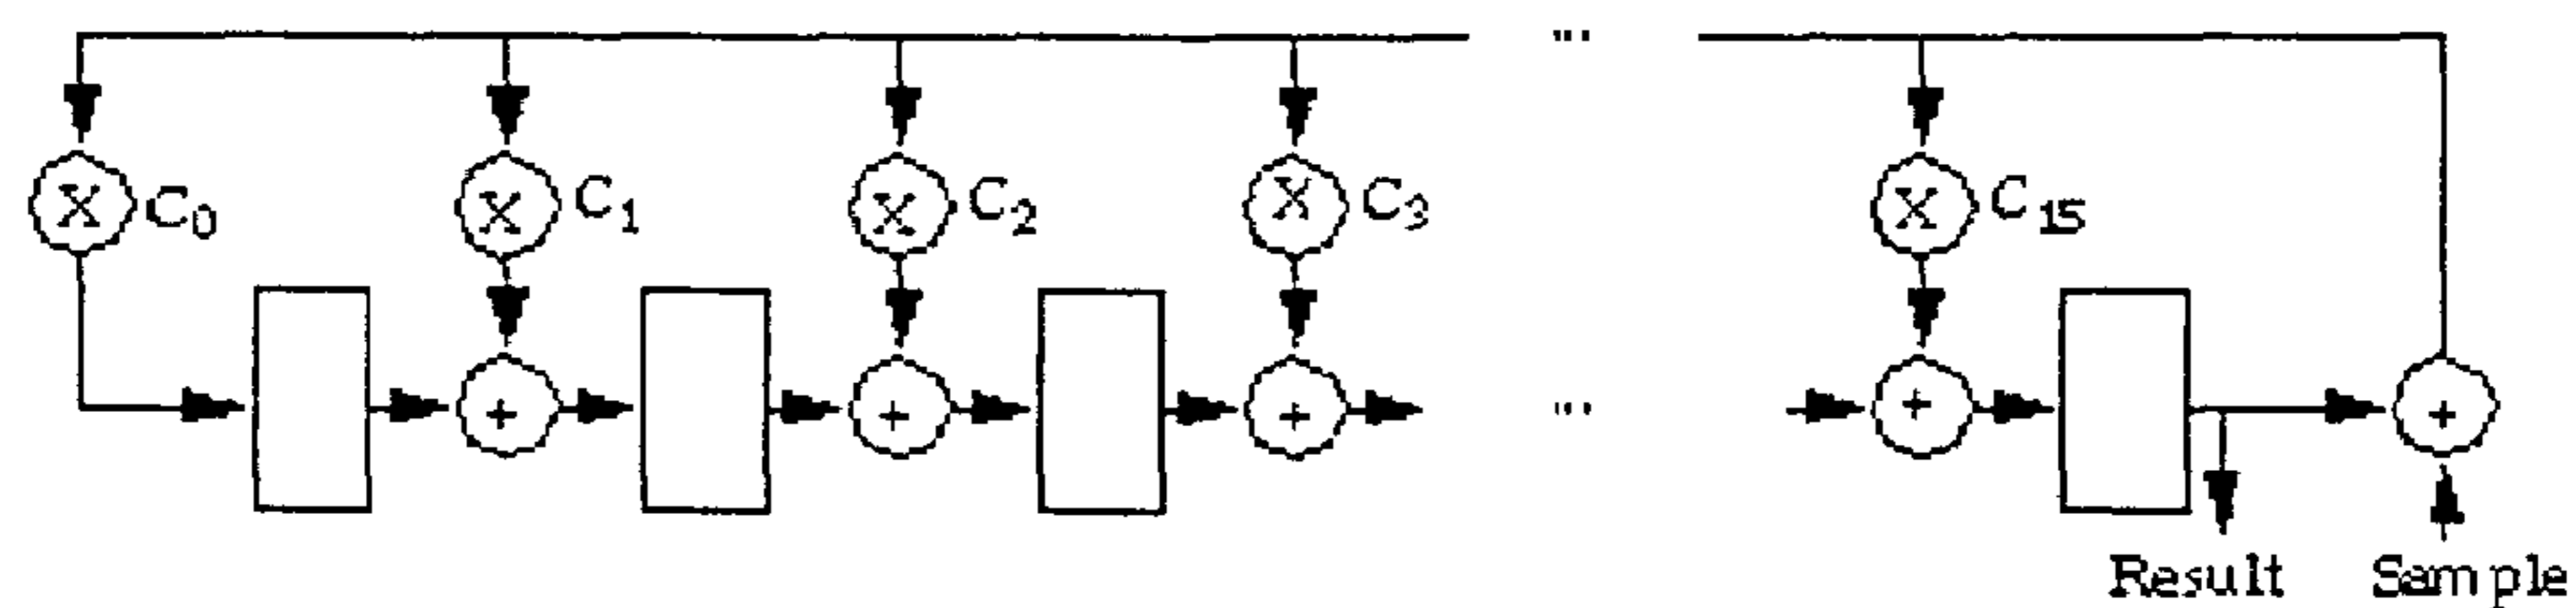 ...
X C0 X C1 X C2 X C3 X C15
+ + + ... + +
Result Sample